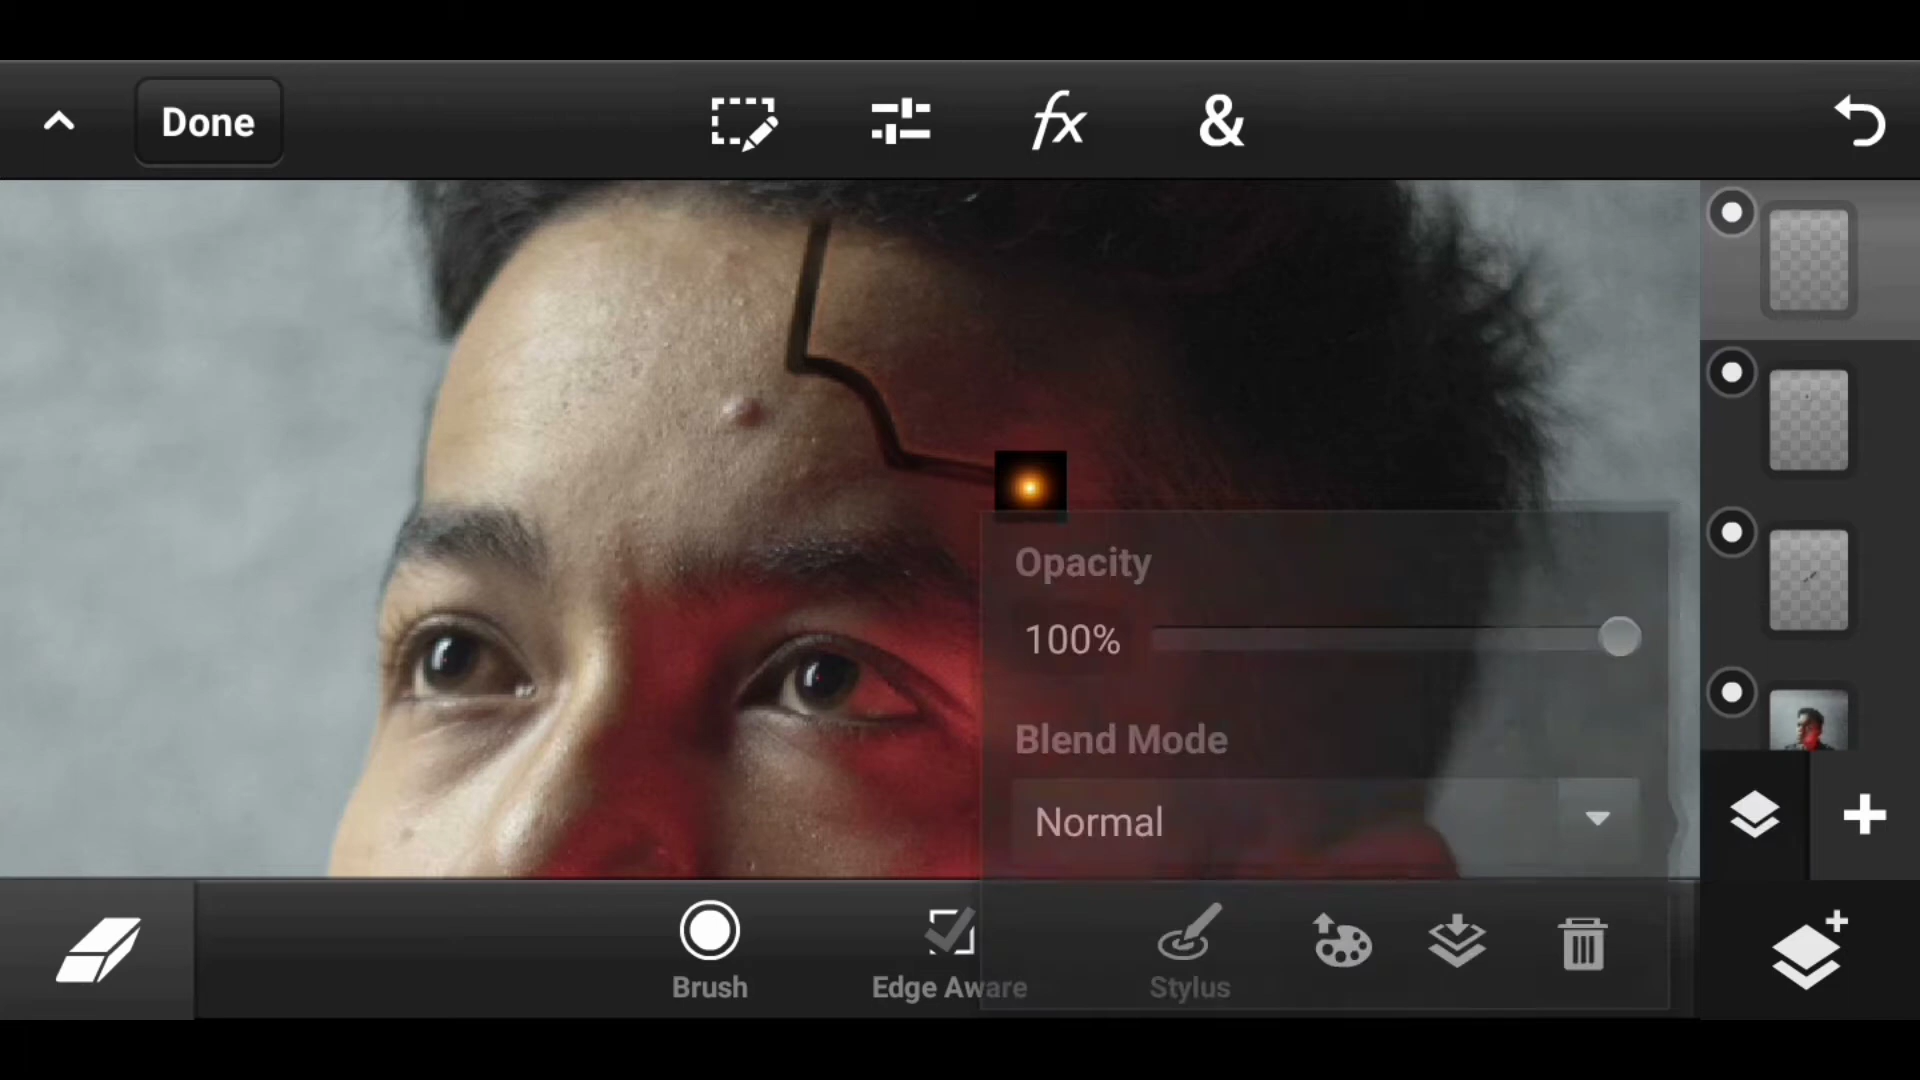 Done
fx
&
Opacity
100%
Blend Mode
Normal
Brush
Edge Aware
Stylus